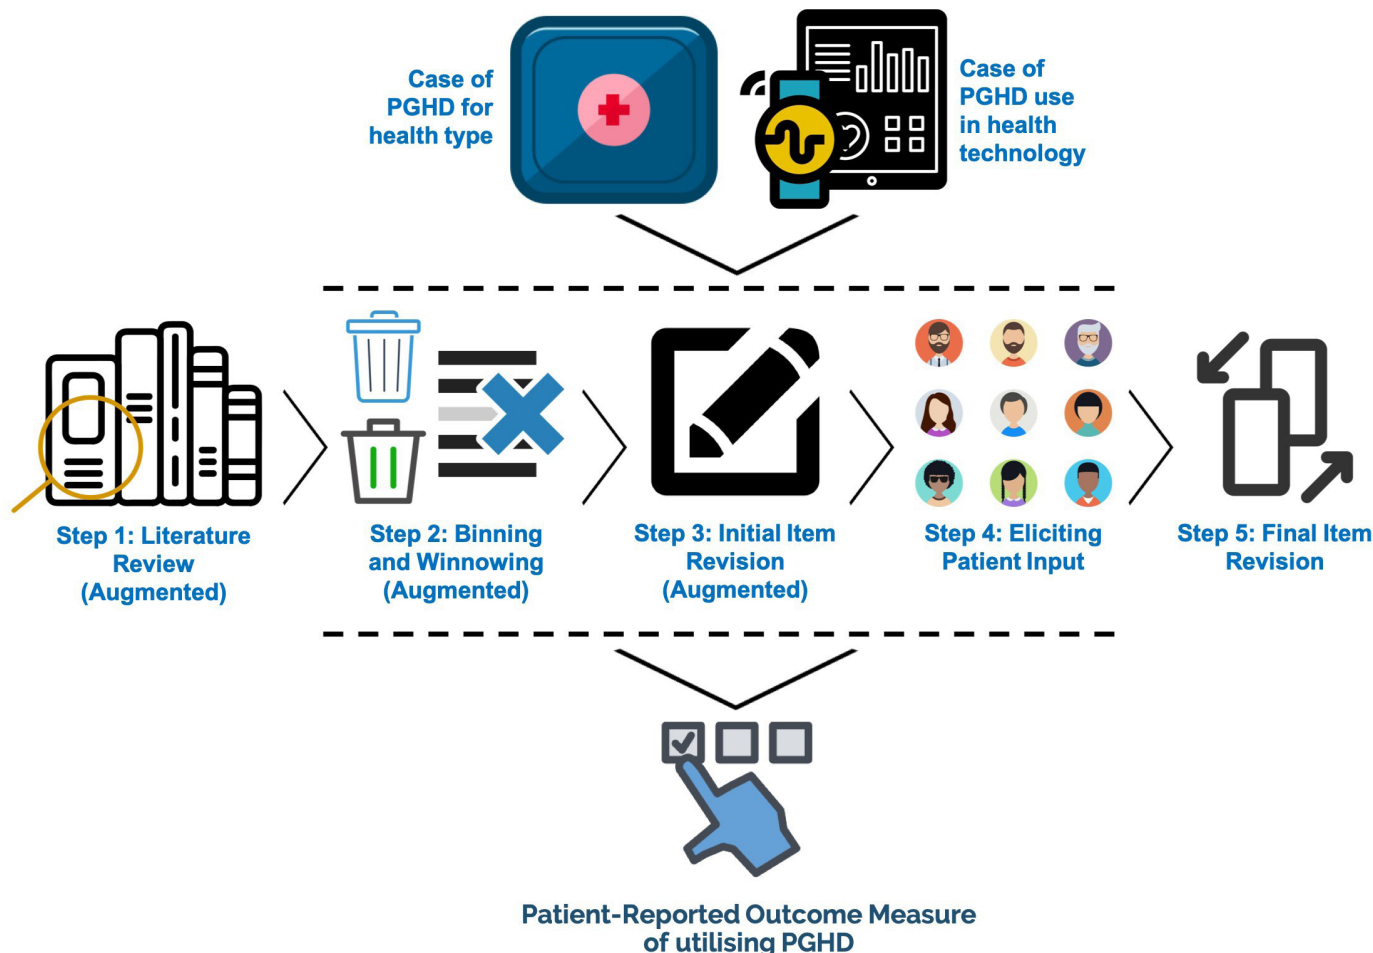 Case of
PGHD for
health type
Case of
PGHD use
in health
technology
Step 1: Literature
Review
(Augmented)
Step 2: Binning
and Winnowing
(Augmented)
Step 3: Initial Item
Revision
(Augmented)
Step 4: Eliciting
Patient Input
Step 5: Final Item
Revision
Patient-Reported Outcome Measure
of utilising PGHD